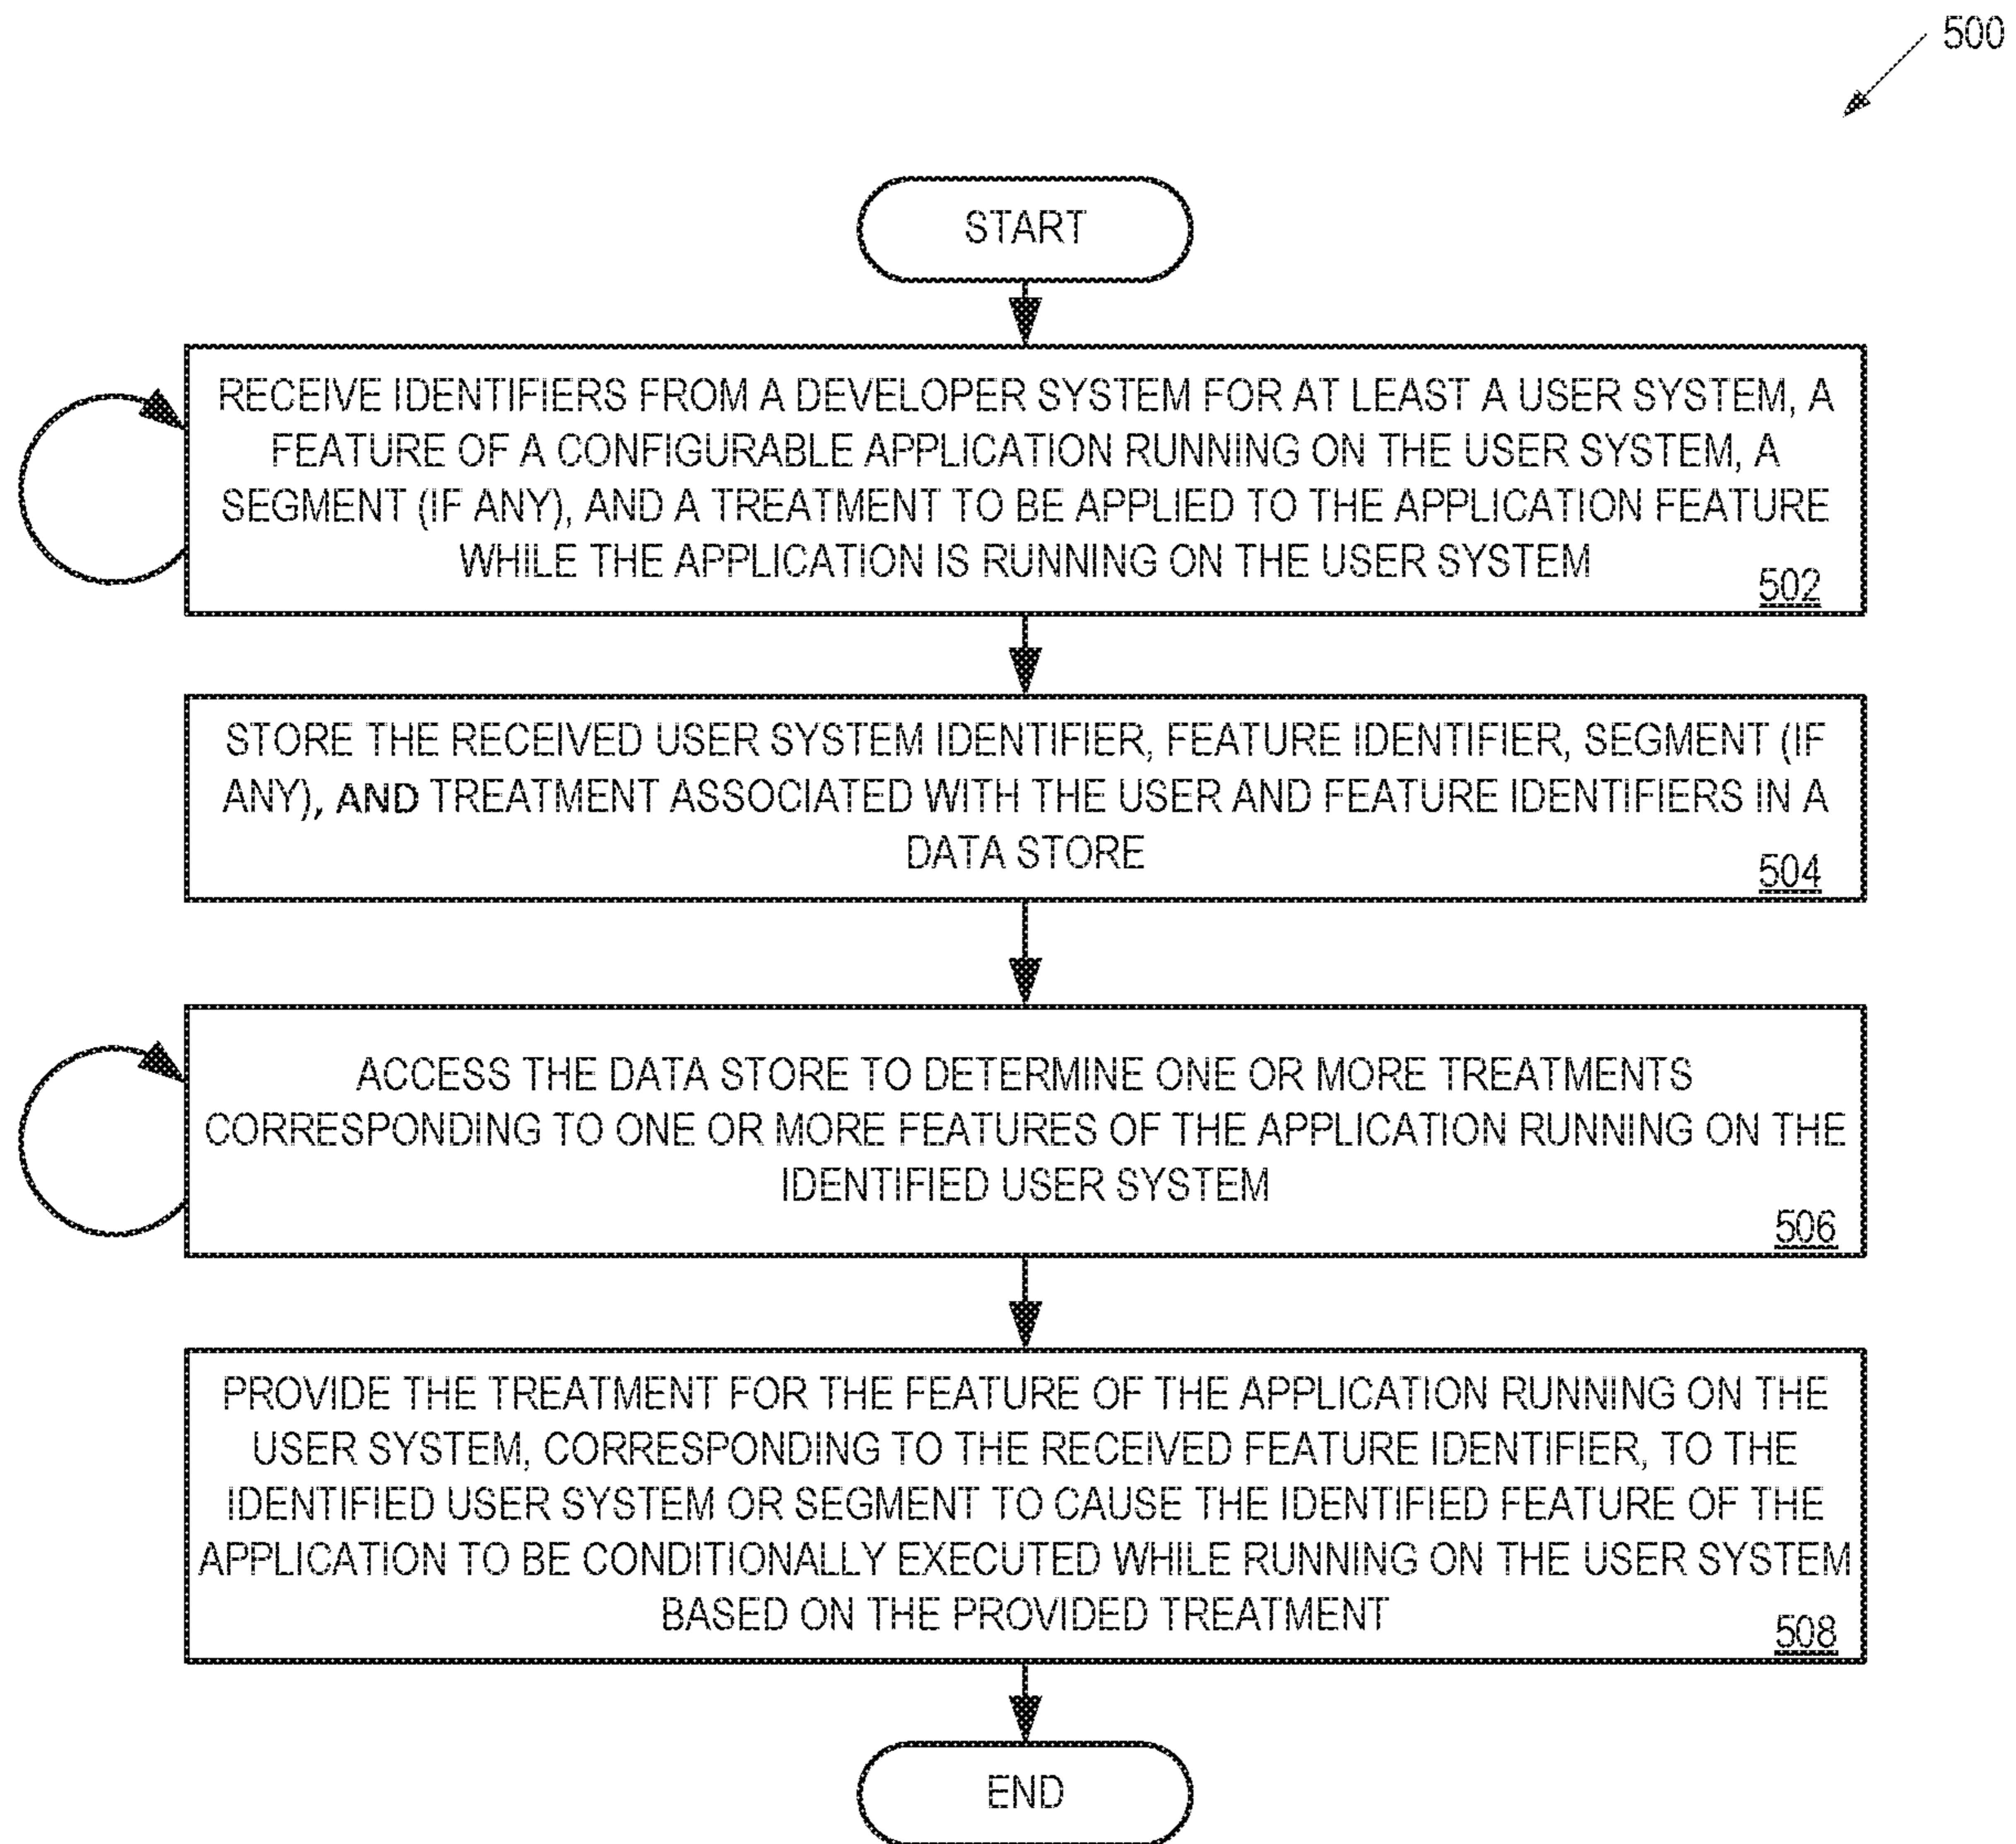 500
START
RECEIVE IDENTIFIERS FROM A DEVELOPER SYSTEM FOR AT LEAST A USER SYSTEM, A
FEATURE OF A CONFIGURABLE APPLICATION RUNNING ON THE USER SYSTEM, A
SEGMENT (IF ANY), AND A TREATMENT TO BE APPLIED TO THE APPLICATION FEATURE
WHILE THE APPLICATION IS RUNNING ON THE USER SYSTEM
502
STORE THE RECEIVED USER SYSTEM IDENTIFIER, FEATURE IDENTIFIER, SEGMENT (IF
ANY), AND TREATMENT ASSOCIATED WITH THE USER AND FEATURE IDENTIFIERS IN A
DATA STORE
504
ACCESS THE DATA STORE TO DETERMINE ONE OR MORE TREATMENTS
CORRESPONDING TO ONE OR MORE FEATURES OF THE APPLICATION RUNNING ON THE
IDENTIFIED USER SYSTEM
506
PROVIDE THE TREATMENT FOR THE FEATURE OF THE APPLICATION RUNNING ON THE
USER SYSTEM, CORRESPONDING TO THE RECEIVED FEATURE IDENTIFIER, TO THE
IDENTIFIED USER SYSTEM OR SEGMENT TO CAUSE THE IDENTIFIED FEATURE OF THE
APPLICATION TO BE CONDITIONALLY EXECUTED WHILE RUNNING ON THE USER SYSTEM
BASED ON THE PROVIDED TREATMENT
508
END